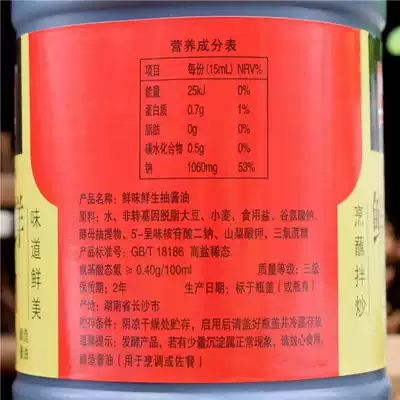 营养成分表
项目 每份(15mL) NRV%
能量 25kJ 0%
蛋白质 0.7g 1%
脂肪 0g 0%
碳水化合物 0.5g 0%
钠 1060mg 53%
产品名称：鲜味鲜生抽酱油
原料：水、非转基因脱脂大豆、小麦、食用盐、谷氨酸钠、
酵母抽提物、5'-呈味核苷酸二钠、山梨酸钾、三氯蔗糖
产品标准号：GB/T 18186 高盐稀态
氨基酸态氮≥0.40g/100ml 质量等级：三级
保质期：2年 生产日期：标于瓶盖（或瓶身）
产地：湖南省长沙市
贮存条件：阴凉干燥处贮存，启用后请盖好瓶盖并冷藏存放
温馨提示：发酵产品，若有少量沉淀属正常现象，请放心食用。
酿造酱油（用于烹调或佐餐）
味道鲜美
烹蘸拌炒